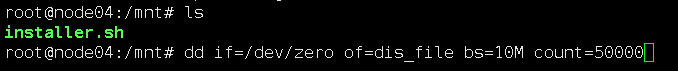 root@node04:/mnt# ls
installer.sh
root@node04:/mnt# dd if=/dev/zero of=dis_file bs=10M count=50000